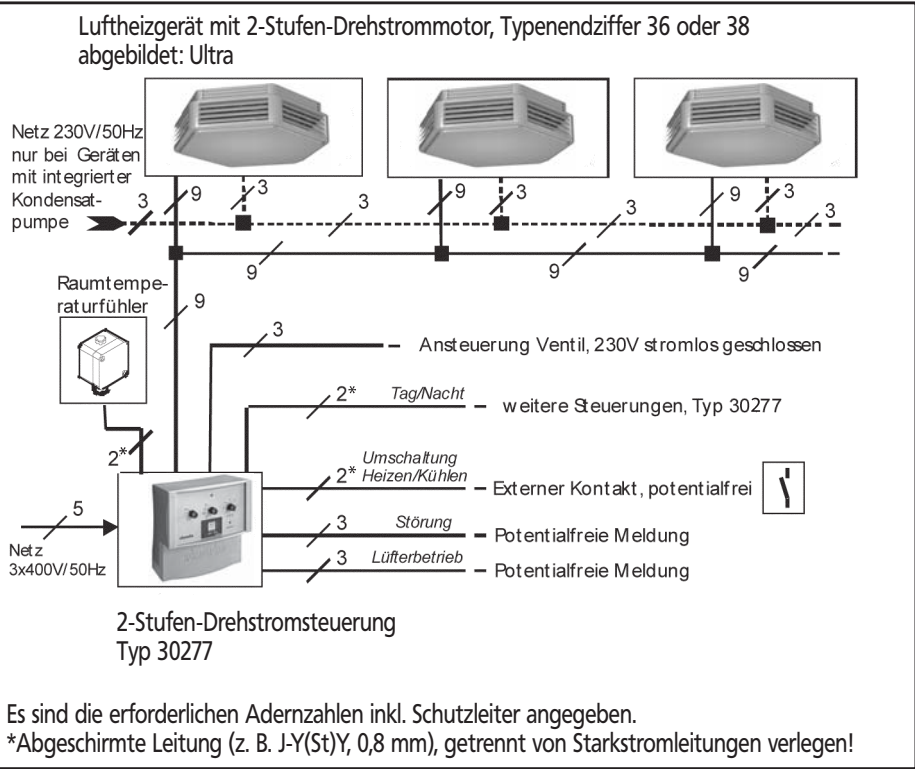 Luftheizgerät mit 2-Stufen-Drehstrommotor, Typenendziffer 36 oder 38
abgebildet: Ultra
Netz 230V/50Hz
nur bei Geräten
mit integrierter
Kondensat-
pumpe
3
9
3
3
9
3
3
9
3
3
9
9
9
Raumtempe-
raturfühler
9
3
Ansteuerung Ventil, 230V stromlos geschlossen
2*
Tag/Nacht
weitere Steuerungen, Typ 30277
2*
Umschaltung
2* Heizen/Kühlen
Externer Kontakt, potentialfrei
5
3
Störung
Potentialfreie Meldung
Netz
3x400V/50Hz
3
Lüfterbetrieb
Potentialfreie Meldung
2-Stufen-Drehstromsteuerung
Typ 30277
Es sind die erforderlichen Adernzahlen inkl. Schutzleiter angegeben.
*Abgeschirmte Leitung (z. B. J-Y(St)Y, 0,8 mm), getrennt von Starkstromleitungen verlegen!